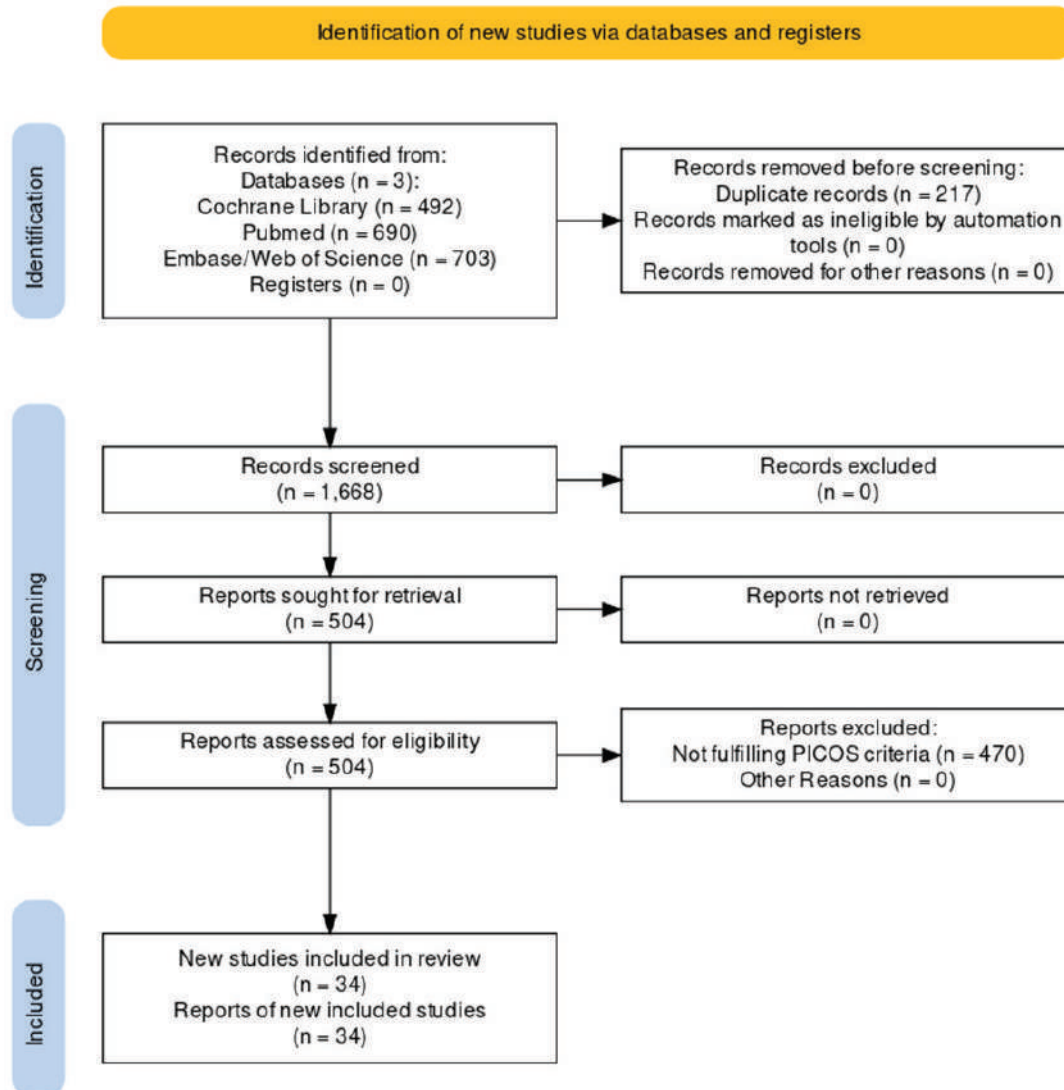 Identification of new studies via databases and registers
Identification
Records identified from:
Databases (n = 3):
Cochrane Library (n = 492)
Pubmed (n = 690)
Embase/Web of Science (n = 703)
Registers (n = 0)
Records removed before screening:
Duplicate records (n = 217)
Records marked as ineligible by automation
tools (n = 0)
Records removed for other reasons (n = 0)
Screening
Records screened
(n = 1,668)
Records excluded
(n = 0)
Reports sought for retrieval
(n = 504)
Reports not retrieved
(n = 0)
Reports assessed for eligibility
(n = 504)
Reports excluded:
Not fulfilling PICOS criteria (n = 470)
Other Reasons (n = 0)
Included
New studies included in review
(n = 34)
Reports of new included studies
(n = 34)